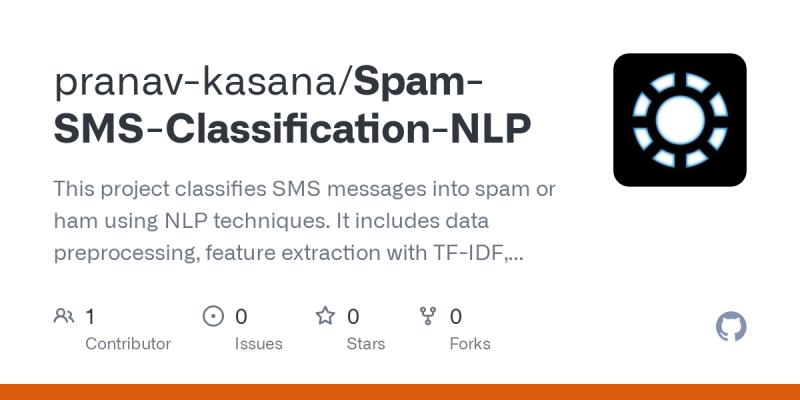 pranav-kasana/Spam-
SMS-Classification-NLP
This project classifies SMS messages into spam or
ham using NLP techniques. It includes data
preprocessing, feature extraction with TF-IDF,...
1 0 0 0
Contributor Issues Stars Forks